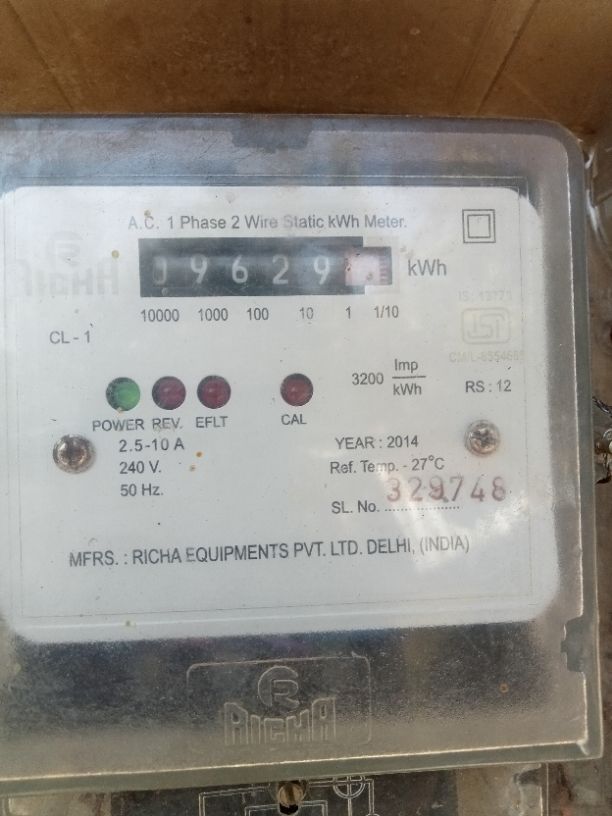 A.C. 1 Phase 2 Wire Static kWh Meter.
RICHA
09629 kWh
10000 1000 100 10 1 1/10
IS : 13779
CL - 1
ISI
3200 Imp/kWh
RS : 12
POWER REV. EFLT CAL
2.5-10 A
240 V.
50 Hz.
YEAR : 2014
Ref. Temp. - 27°C
SL. No. 329748
MFRS. : RICHA EQUIPMENTS PVT. LTD. DELHI, (INDIA)
R
RICHA